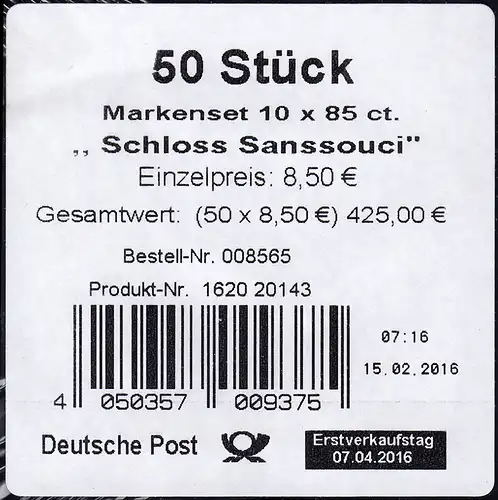 50 Stück
Markenset 10 x 85 ct.
,, Schloss Sanssouci"
Einzelpreis: 8,50 €
Gesamtwert: (50 x 8,50 €) 425,00 €
Bestell-Nr. 008565
Produkt-Nr. 1620 20143
07:16
15.02.2016
4 050357 009375
Deutsche Post
Erstverkaufstag
07.04.2016